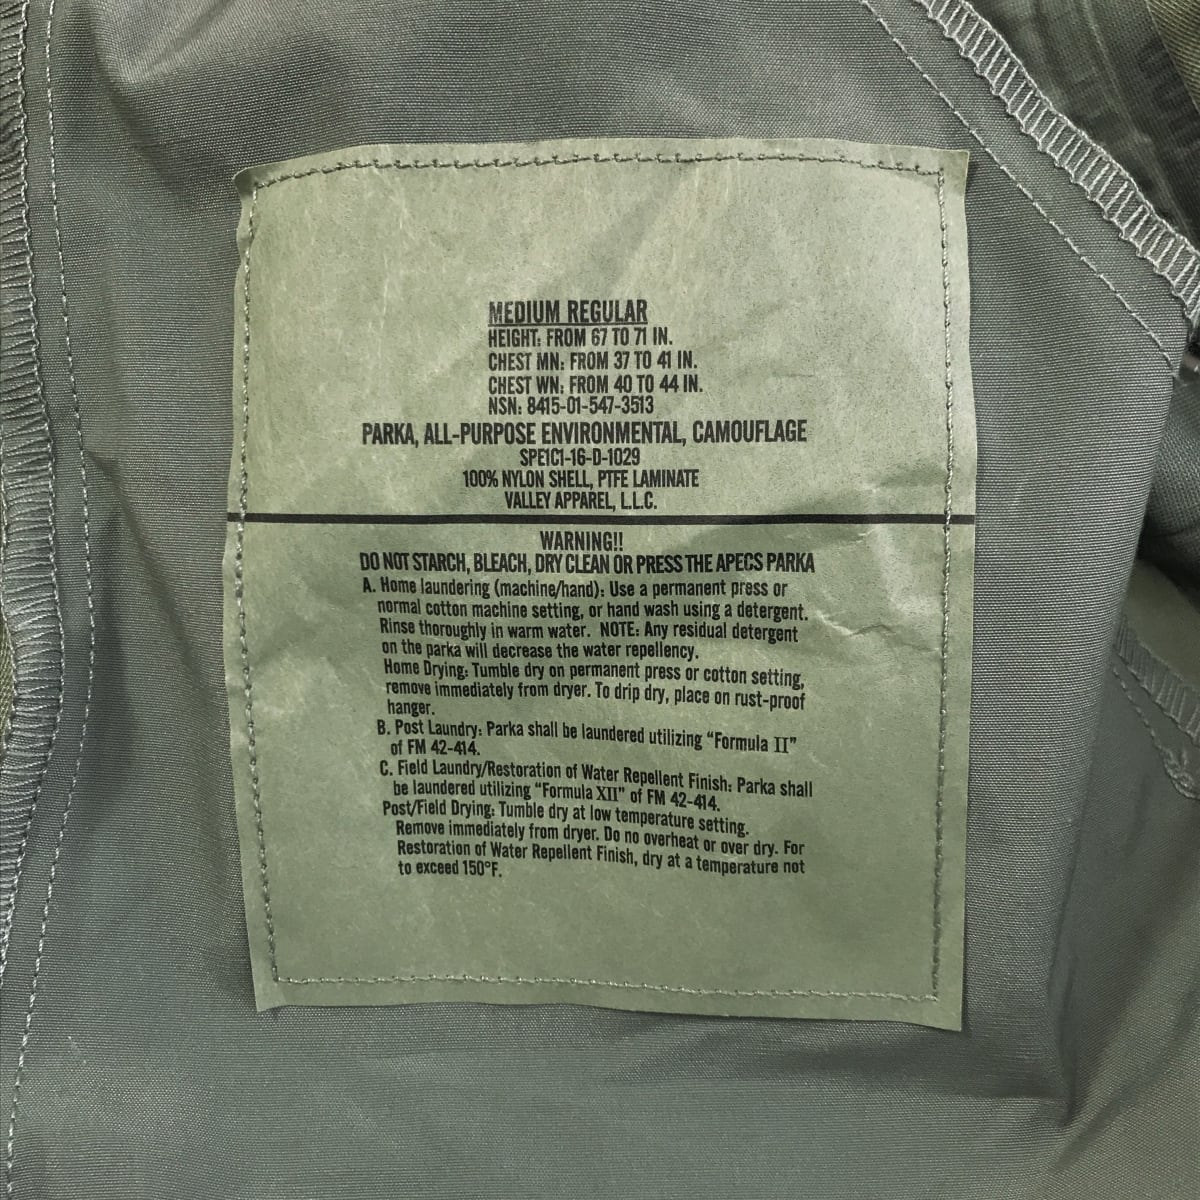 MEDIUM REGULAR
HEIGHT: FROM 67 TO 71 IN.
CHEST MN: FROM 37 TO 41 IN.
CHEST WN: FROM 40 TO 44 IN.
NSN: 8415-01-547-3513
PARKA, ALL-PURPOSE ENVIRONMENTAL, CAMOUFLAGE
SPE1C1-16-D-1029
100% NYLON SHELL, PTFE LAMINATE
VALLEY APPAREL, L.L.C.
WARNING!!
DO NOT STARCH, BLEACH, DRY CLEAN OR PRESS THE APECS PARKA
A. Home laundering (machine/hand): Use a permanent press or
normal cotton machine setting, or hand wash using a detergent.
Rinse thoroughly in warm water. NOTE: Any residual detergent
on the parka will decrease the water repellency.
Home Drying: Tumble dry on permanent press or cotton setting,
remove immediately from dryer. To drip dry, place on rust-proof
hanger.
B. Post Laundry: Parka shall be laundered utilizing “Formula II”
of FM 42-414.
C. Field Laundry/Restoration of Water Repellent Finish: Parka shall
be laundered utilizing “Formula XII” of FM 42-414.
Post/Field Drying: Tumble dry at low temperature setting.
Remove immediately from dryer. Do no overheat or over dry. For
Restoration of Water Repellent Finish, dry at a temperature not
to exceed 150°F.